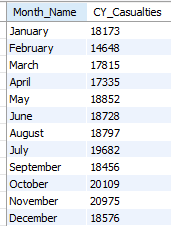 Month_Name CY_Casualties
January 18173
February 14648
March 17815
April 17335
May 18852
June 18728
August 18797
July 19682
September 18456
October 20109
November 20975
December 18576